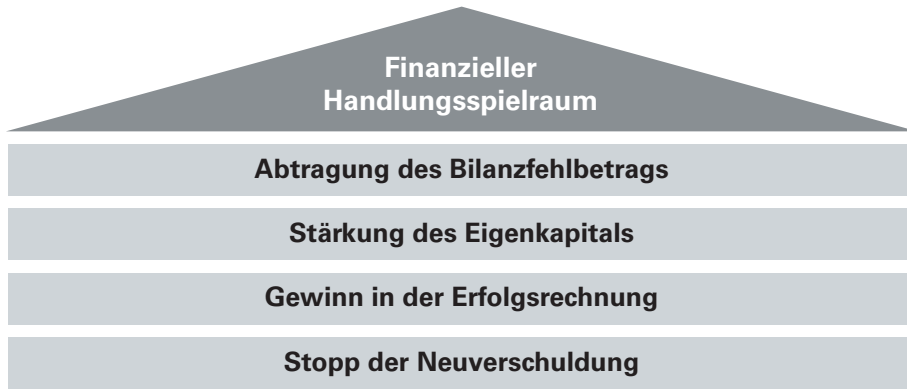 Finanzieller
Handlungsspielraum
Abtragung des Bilanzfehlbetrags
Stärkung des Eigenkapitals
Gewinn in der Erfolgsrechnung
Stopp der Neuverschuldung